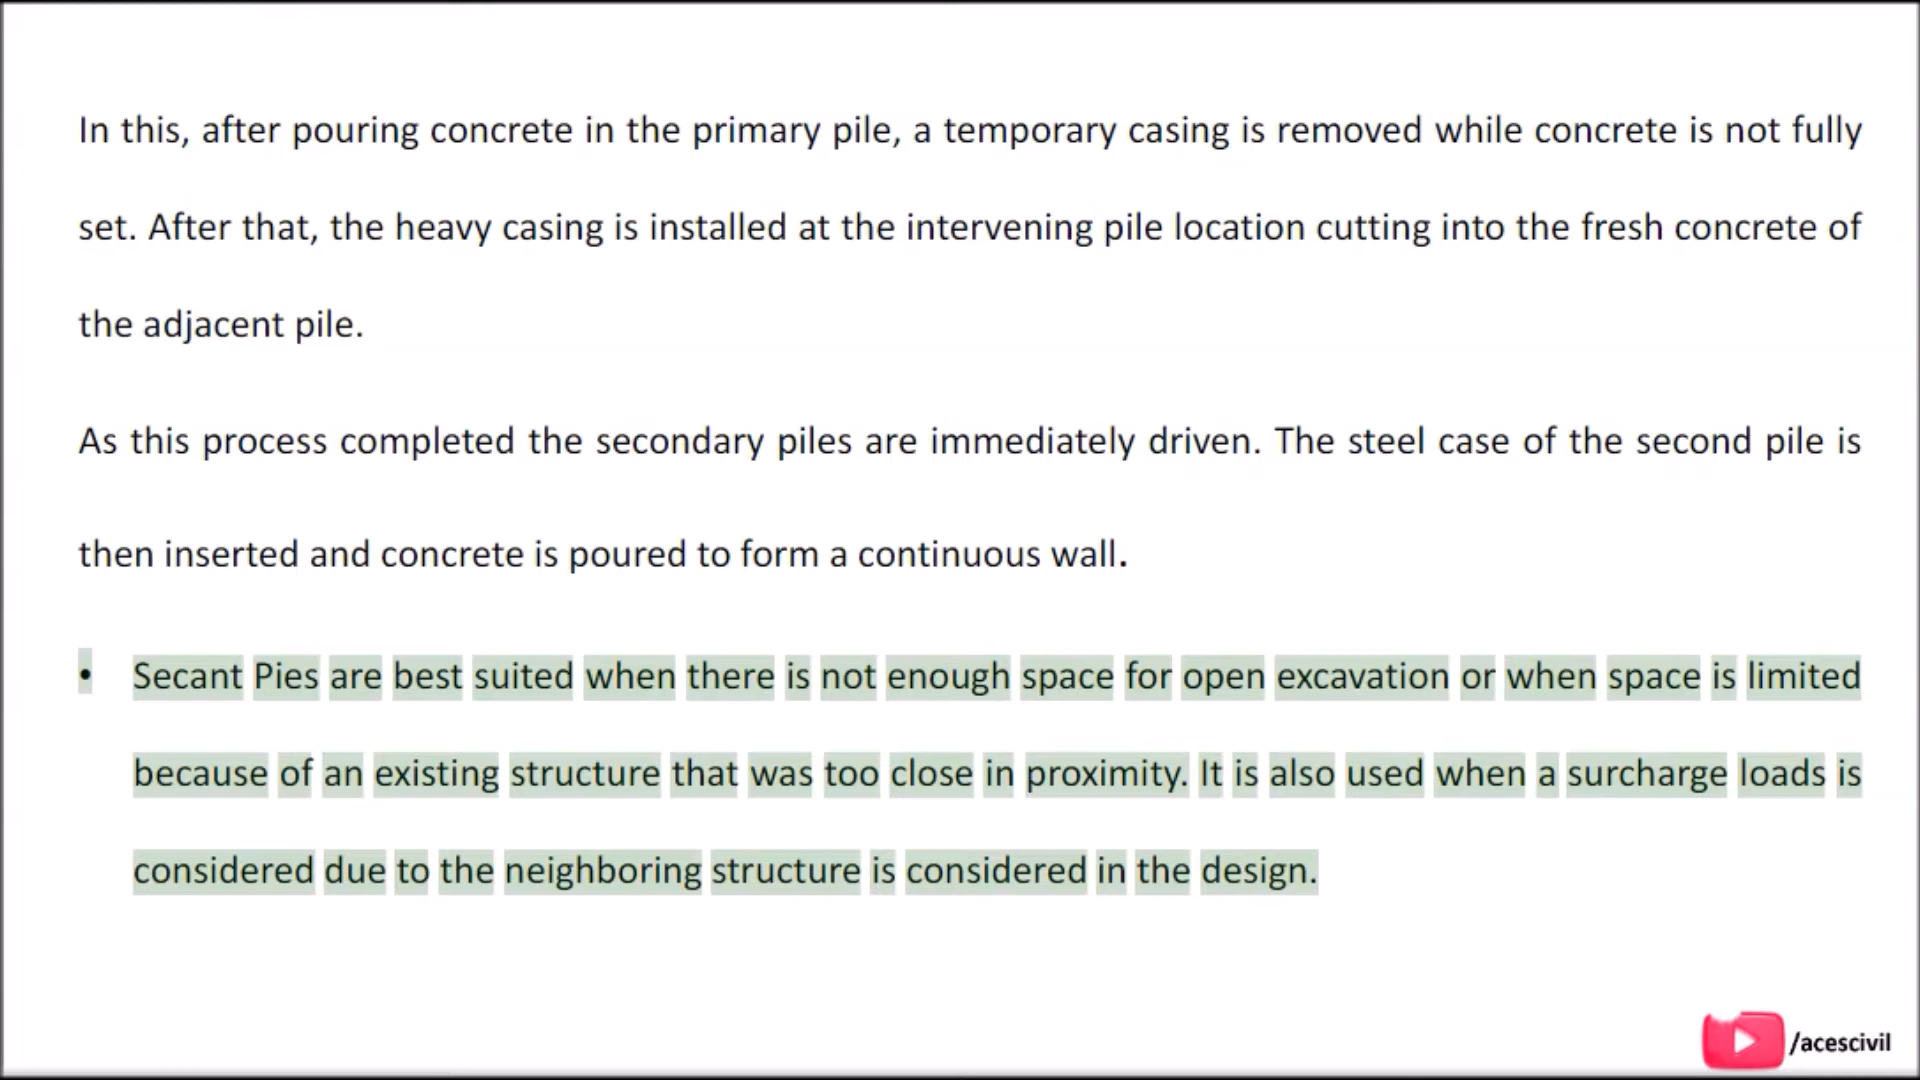 In this, after pouring concrete in the primary pile, a temporary casing is removed while concrete is not fully
set. After that, the heavy casing is installed at the intervening pile location cutting into the fresh concrete of
the adjacent pile.
As this process completed the secondary piles are immediately driven. The steel case of the second pile is
then inserted and concrete is poured to form a continuous wall.
• Secant Pies are best suited when there is not enough space for open excavation or when space is limited
because of an existing structure that was too close in proximity. It is also used when a surcharge loads is
considered due to the neighboring structure is considered in the design.
/acescivil